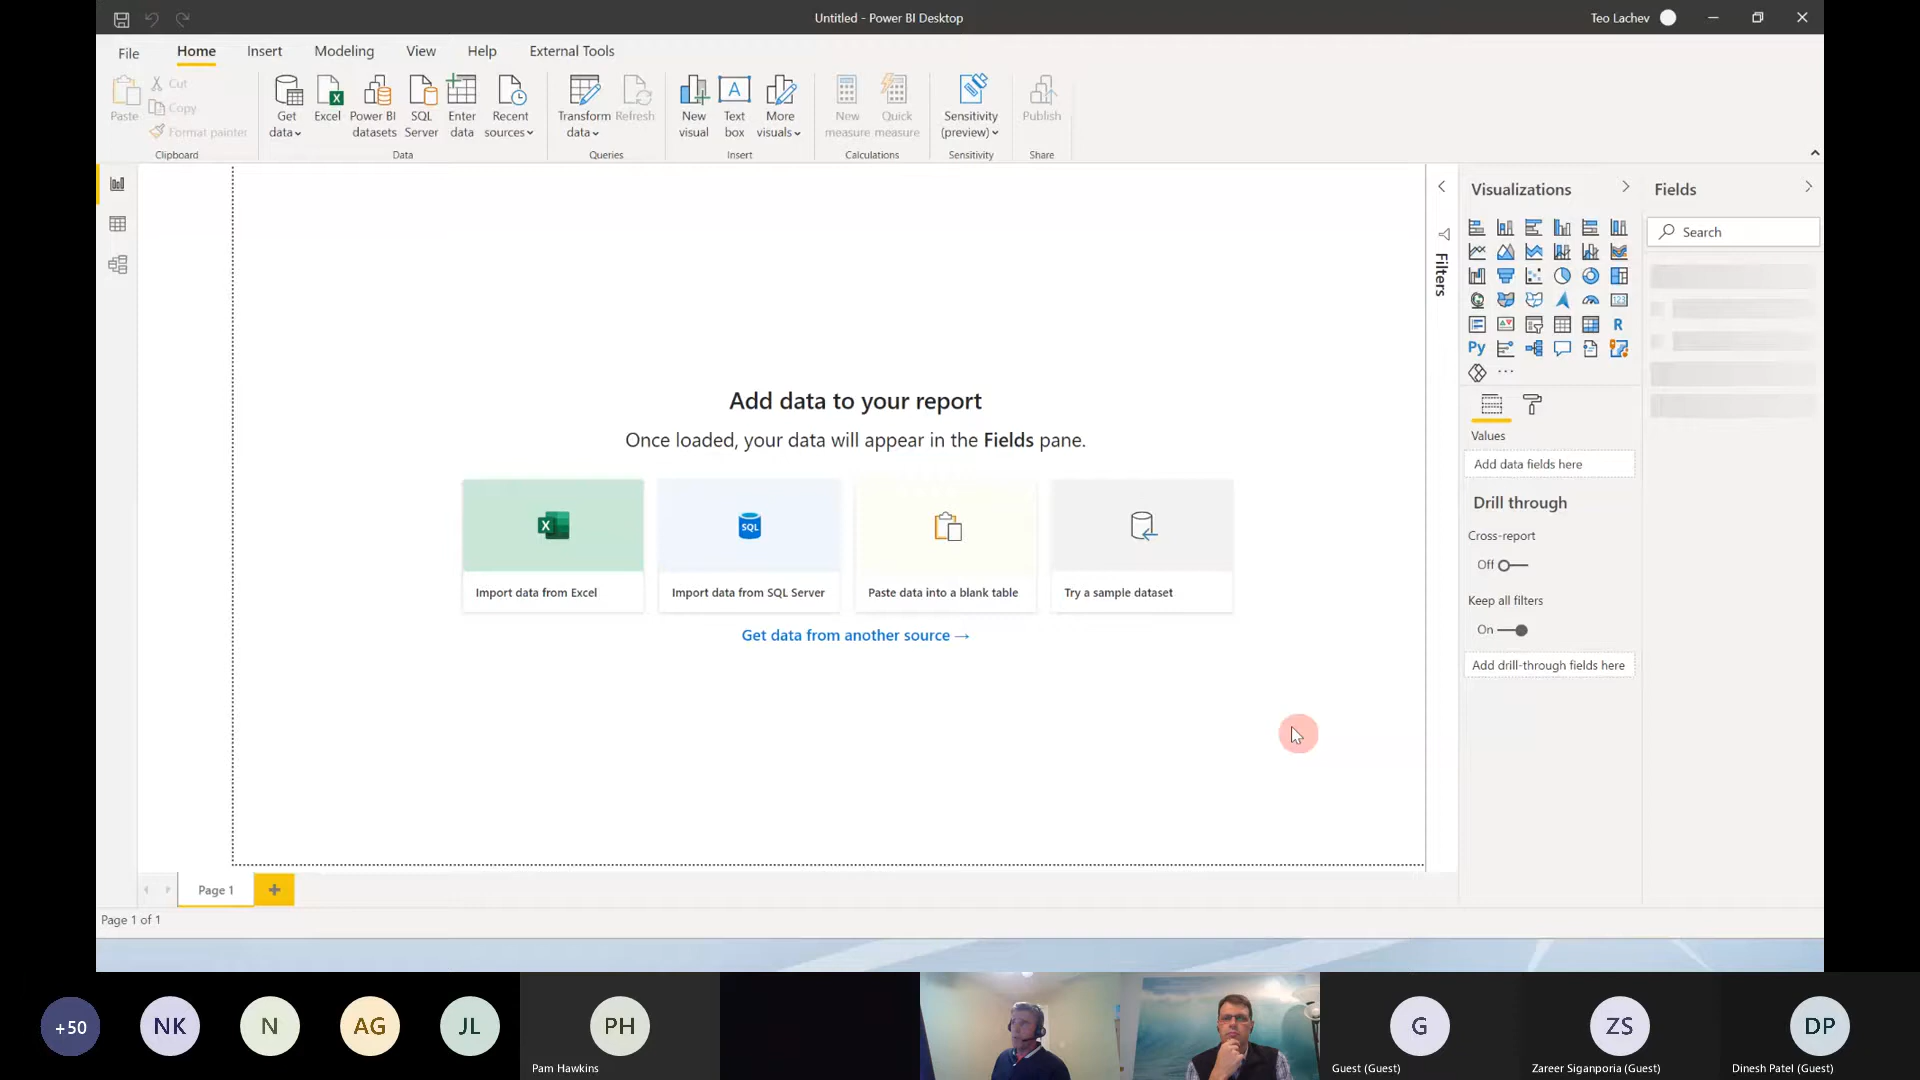 Untitled - Power BI Desktop
Teo Lachev
File
Home
Insert
Modeling
View
Help
External Tools
Paste
Cut
Copy
Format painter
Clipboard
Get data
Excel
Power BI datasets
SQL Server
Enter data
Recent sources
Data
Transform data
Refresh
Queries
New visual
A
Text box
More visuals
Insert
New measure
Quick measure
Calculations
Sensitivity (preview)
Sensitivity
Publish
Share
Filters
Visualizations
123
R
Py
Values
Add data fields here
Drill through
Cross-report
Off
Keep all filters
On
Add drill-through fields here
Fields
Search
Add data to your report
Once loaded, your data will appear in the Fields pane.
X
Import data from Excel
SQL
Import data from SQL Server
Paste data into a blank table
Try a sample dataset
Get data from another source →
Page 1
+
Page 1 of 1
+50
NK
N
AG
JL
PH
Pam Hawkins
G
Guest (Guest)
ZS
Zareer Siganporia (Guest)
DP
Dinesh Patel (Guest)